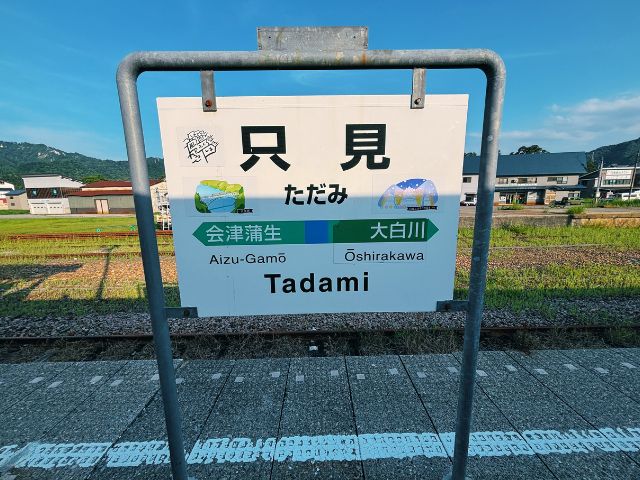 只見
ただみ
会津蒲生 大白川
Aizu-Gamō Ōshirakawa
Tadami